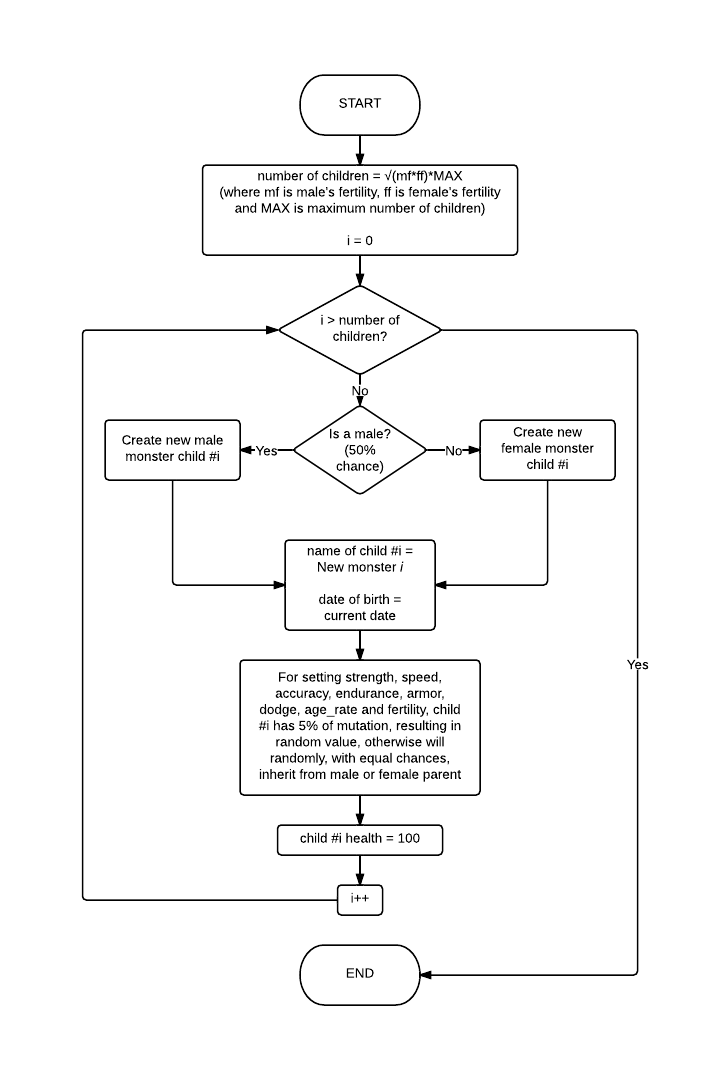 START
number of children = √(mf*ff)*MAX
(where mf is male's fertility, ff is female's fertility
and MAX is maximum number of children)
i = 0
i > number of
children?
No
Is a male?
(50%
chance)
Yes
No
Create new male
monster child #i
Create new
female monster
child #i
name of child #i =
New monster i
date of birth =
current date
Yes
For setting strength, speed,
accuracy, endurance, armor,
dodge, age_rate and fertility, child
#i has 5% of mutation, resulting in
random value, otherwise will
randomly, with equal chances,
inherit from male or female parent
child #i health = 100
i++
END